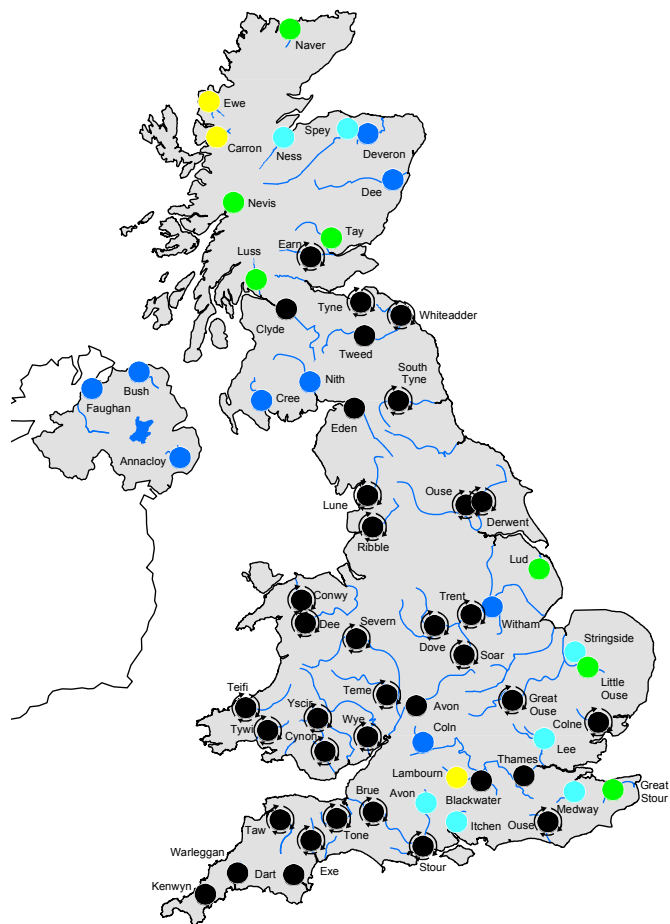 Naver
Ewe
Spey
Carron
Ness
Deveron
Dee
Nevis
Tay
Earn
Luss
Tyne
Whiteadder
Clyde
Tweed
South
Tyne
Bush
Nith
Faughan
Cree
Eden
Annacloy
Ouse
Lune
Derwent
Ribble
Lud
Conwy
Trent
Dee
Severn
Witham
Stringside
Dove
Soar
Little
Ouse
Teifi
Teme
Yscir
Avon
Great
Ouse
Colne
Tywi
Wye
Cynon
Coln
Lee
Thames
Lambourn
Brue
Avon
Blackwater
Great
Stour
Medway
Taw
Tone
Itchen
Ouse
Warleggan
Stour
Dart
Exe
Kenwyn